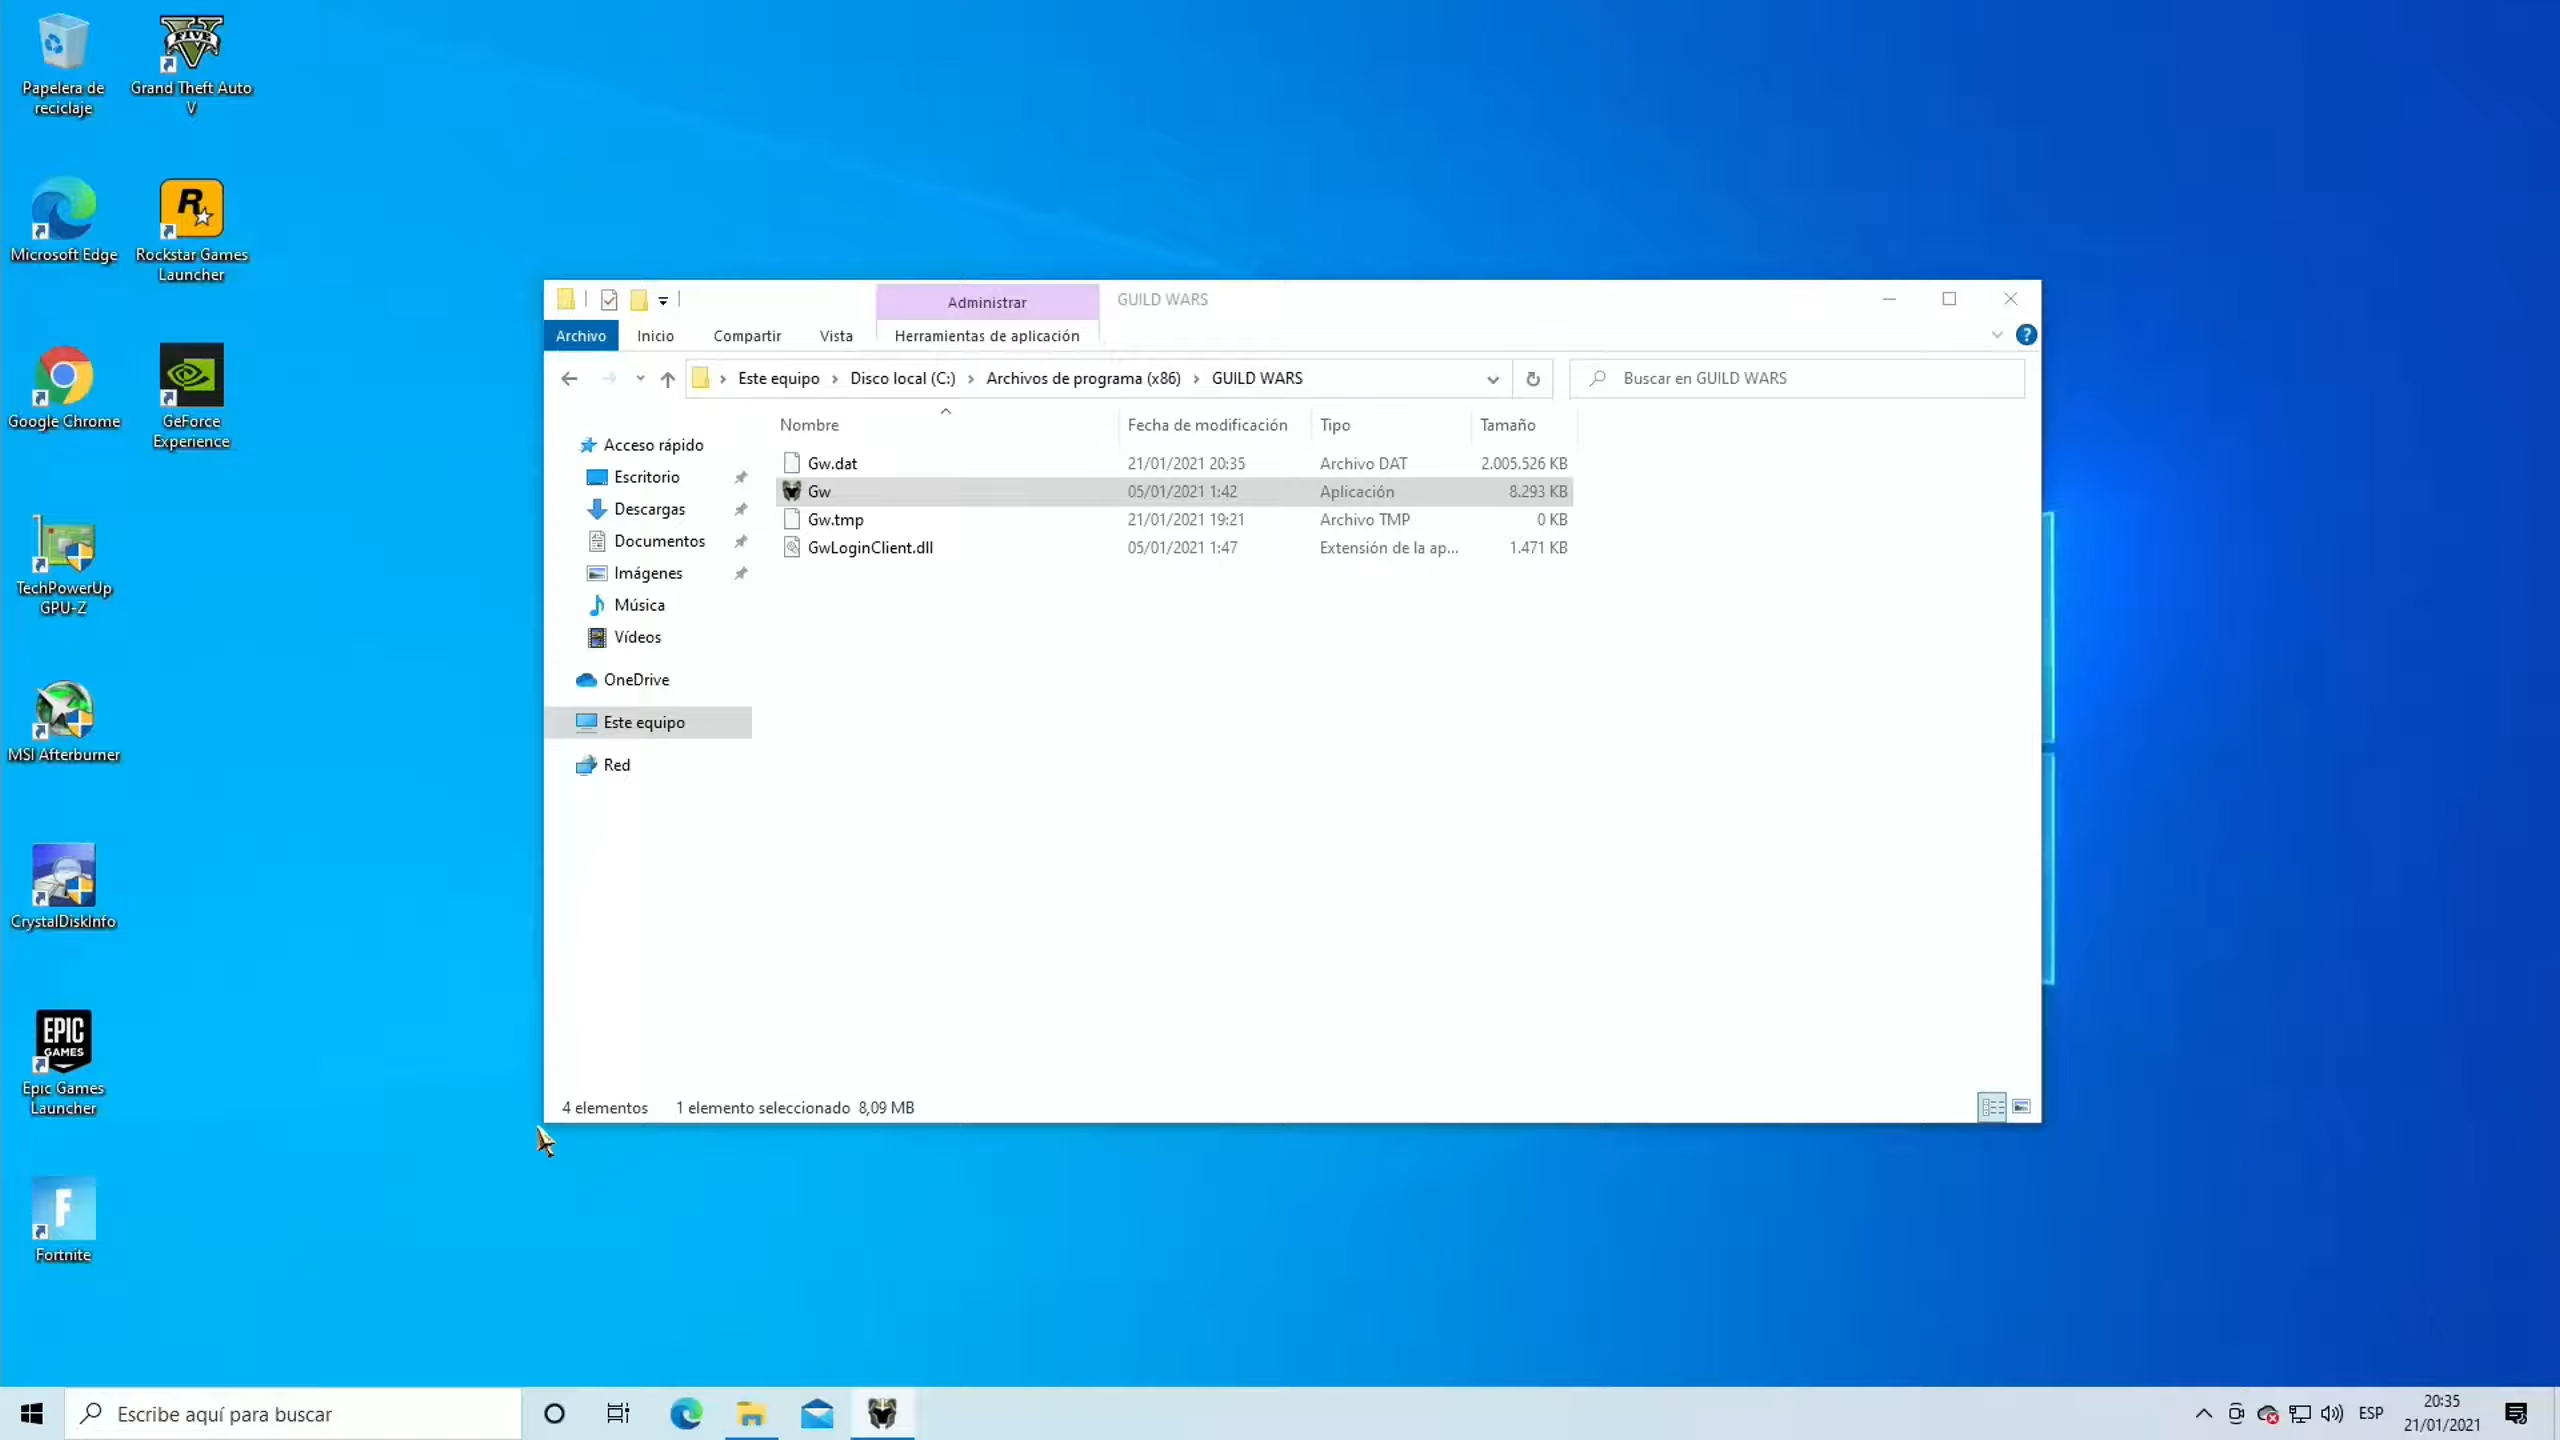 Papelera de
reciclaje
FIVE
Grand Theft Auto
V
Microsoft Edge
R
Rockstar Games
Launcher
Google Chrome
GeForce
Experience
TechPowerUp
GPU-Z
MSI Afterburner
CrystalDiskInfo
EPIC
GAMES
Epic Games
Launcher
F
Fortnite
Administrar
GUILD WARS
Archivo
Inicio
Compartir
Vista
Herramientas de aplicación
?
Este equipo › Disco local (C:) › Archivos de programa (x86) › GUILD WARS
Buscar en GUILD WARS
Nombre
Fecha de modificación
Tipo
Tamaño
Gw.dat 21/01/2021 20:35 Archivo DAT 2.005.526 KB
Gw 05/01/2021 1:42 Aplicación 8.293 KB
Gw.tmp 21/01/2021 19:21 Archivo TMP 0 KB
GwLoginClient.dll 05/01/2021 1:47 Extensión de la ap... 1.471 KB
Acceso rápido
Escritorio
Descargas
Documentos
Imágenes
Música
Vídeos
OneDrive
Este equipo
Red
4 elementos
1 elemento seleccionado 8,09 MB
Escribe aquí para buscar
ESP
20:35
21/01/2021